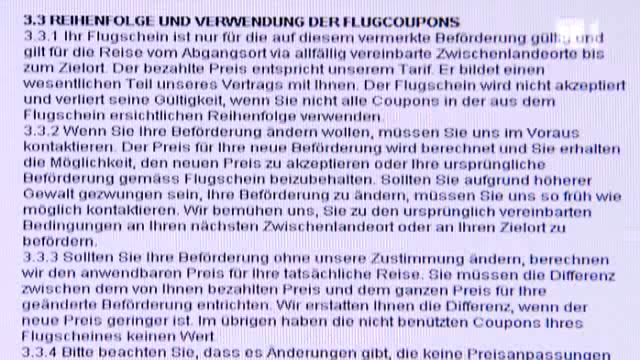 3.3 REIHENFOLGE UND VERWENDUNG DER FLUGCOUPONS
3.3.1 Ihr Flugschein ist nur für die auf diesem vermerkte Beförderung gültig und
gilt für die Reise vom Abgangsort via allfällig vereinbarte Zwischenlandeorte bis
zum Zielort. Der bezahlte Preis entspricht unserem Tarif. Er bildet einen
wesentlichen Teil unseres Vertrags mit Ihnen. Der Flugschein wird nicht akzeptiert
und verliert seine Gültigkeit, wenn Sie nicht alle Coupons in der aus dem
Flugschein ersichtlichen Reihenfolge verwenden.
3.3.2 Wenn Sie Ihre Beförderung ändern wollen, müssen Sie uns im Voraus
kontaktieren. Der Preis für Ihre neue Beförderung wird berechnet und Sie erhalten
die Möglichkeit, den neuen Preis zu akzeptieren oder Ihre ursprüngliche
Beförderung gemäss Flugschein beizubehalten. Sollten Sie aufgrund höherer
Gewalt gezwungen sein, Ihre Beförderung zu ändern, müssen Sie uns so früh wie
möglich kontaktieren. Wir bemühen uns, Sie zu den ursprünglich vereinbarten
Bedingungen an Ihren nächsten Zwischenlandeort oder an Ihren Zielort zu
befördern.
3.3.3 Sollten Sie Ihre Beförderung ohne unsere Zustimmung ändern, berechnen
wir den anwendbaren Preis für Ihre tatsächliche Reise. Sie müssen die Differenz
zwischen dem von Ihnen bezahlten Preis und dem ganzen Preis für Ihre
geänderte Beförderung entrichten. Wir erstatten Ihnen die Differenz, wenn der
neue Preis geringer ist. Im übrigen haben die nicht benützten Coupons Ihres
Flugscheines keinen Wert.
3.3.4 Bitte beachten Sie, dass es Änderungen gibt, die keine Preisanpassungen